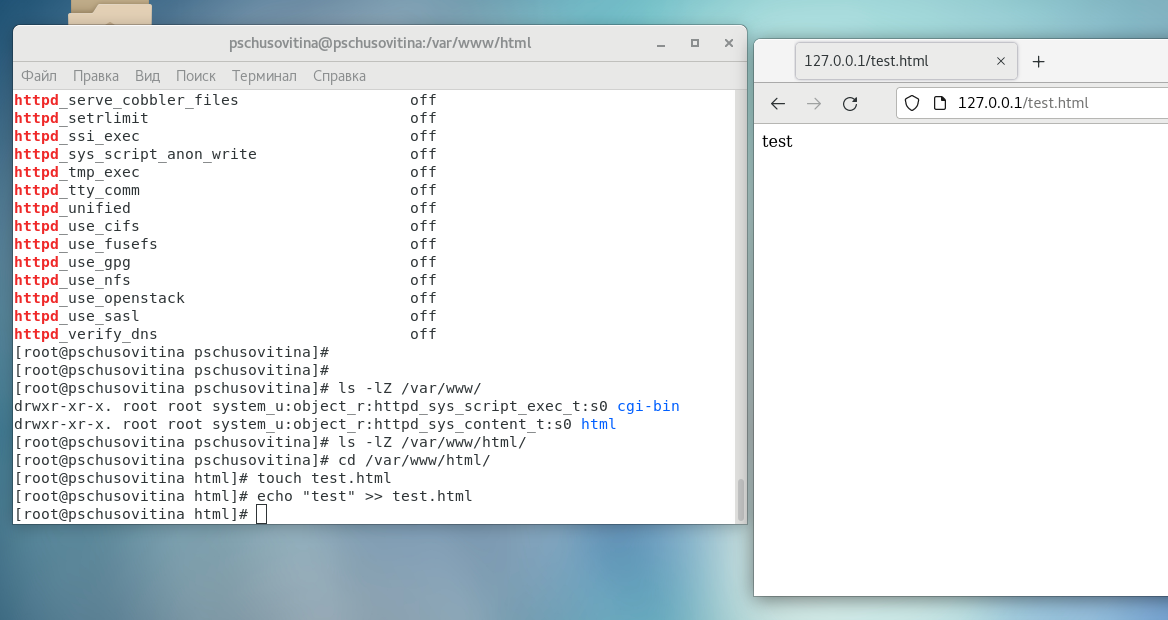 pschusovitina@pschusovitina:/var/www/html
Файл Правка Вид Поиск Терминал Справка
httpd_serve_cobbler_files off
httpd_setrlimit off
httpd_ssi_exec off
httpd_sys_script_anon_write off
httpd_tmp_exec off
httpd_tty_comm off
httpd_unified off
httpd_use_cifs off
httpd_use_fusefs off
httpd_use_gpg off
httpd_use_nfs off
httpd_use_openstack off
httpd_use_sasl off
httpd_verify_dns off
[root@pschusovitina pschusovitina]#
[root@pschusovitina pschusovitina]#
[root@pschusovitina pschusovitina]# ls -lZ /var/www/
drwxr-xr-x. root root system_u:object_r:httpd_sys_script_exec_t:s0 cgi-bin
drwxr-xr-x. root root system_u:object_r:httpd_sys_content_t:s0 html
[root@pschusovitina pschusovitina]# ls -lZ /var/www/html/
[root@pschusovitina pschusovitina]# cd /var/www/html/
[root@pschusovitina html]# touch test.html
[root@pschusovitina html]# echo "test" >> test.html
[root@pschusovitina html]#
127.0.0.1/test.html
127.0.0.1/test.html
test